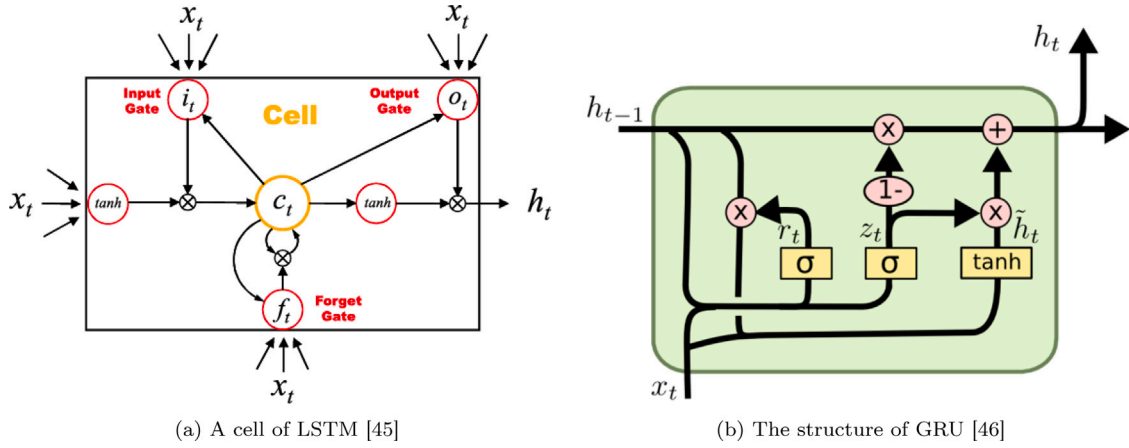 x_t x_t
Input Gate i_t Output Gate o_t
Cell
x_t tanh ⊗ c_t tanh ⊗ h_t
⊗
f_t Forget Gate
x_t
(a) A cell of LSTM [45]
h_t
h_{t-1} x +
1-
x r_t z_t x h̃_t
σ σ tanh
x_t
(b) The structure of GRU [46]